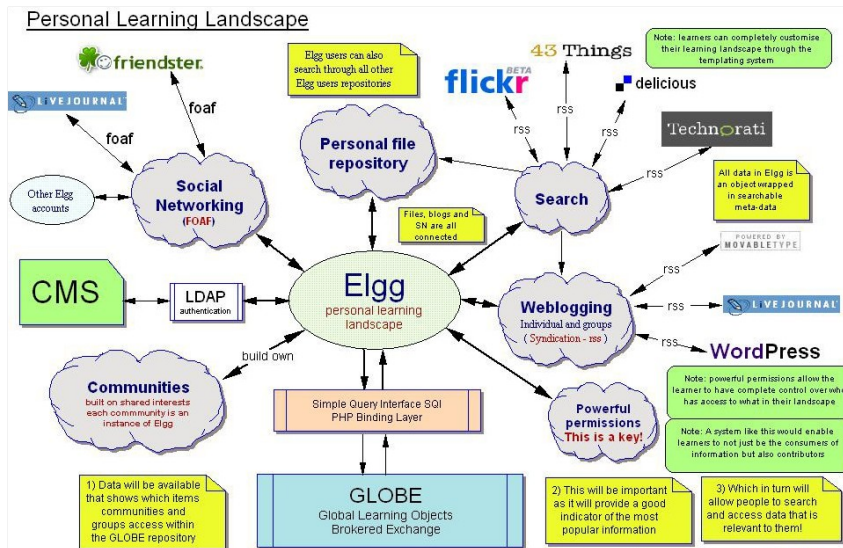 Personal Learning Landscape
friendster.
LIVEJOURNAL
foaf
foaf
Other Elgg
accounts
Social
Networking
(FOAF)
Elgg users can also
search through all other
Elgg users repositories
Personal file
repository
Files, blogs and
SN are all
connected
flickr
BETA
43 Things
delicious
Technorati
rss
rss
rss
rss
Search
Note: learners can completely customise
their learning landscape through the
templating system
All data in Elgg is
an object wrapped
in searchable
meta-data
CMS
LDAP
authentication
Elgg
personal learning
landscape
Weblogging
Individual and groups
( Syndication - rss )
rss
rss
rss
POWERED BY
MOVABLETYPE
LIVEJOURNAL
WORDPRESS
build own
Communities
built on shared interests
each commmunity is an
instance of Elgg
Simple Query Interface SQI
PHP Binding Layer
Powerful
permissions
This is a key!
Note: powerful permissions allow the
learner to have complete control over who
has access to what in their landscape
Note: A system like this would enable
learners to not just be the consumers of
information but also contributors
1) Data will be available
that shows which items
communities and
groups access within
the GLOBE repository
GLOBE
Global Learning Objects
Brokered Exchange
2) This will be important
as it will provide a good
indicator of the most
popular information
3) Which in turn will
allow people to search
and access data that is
relevant to them!